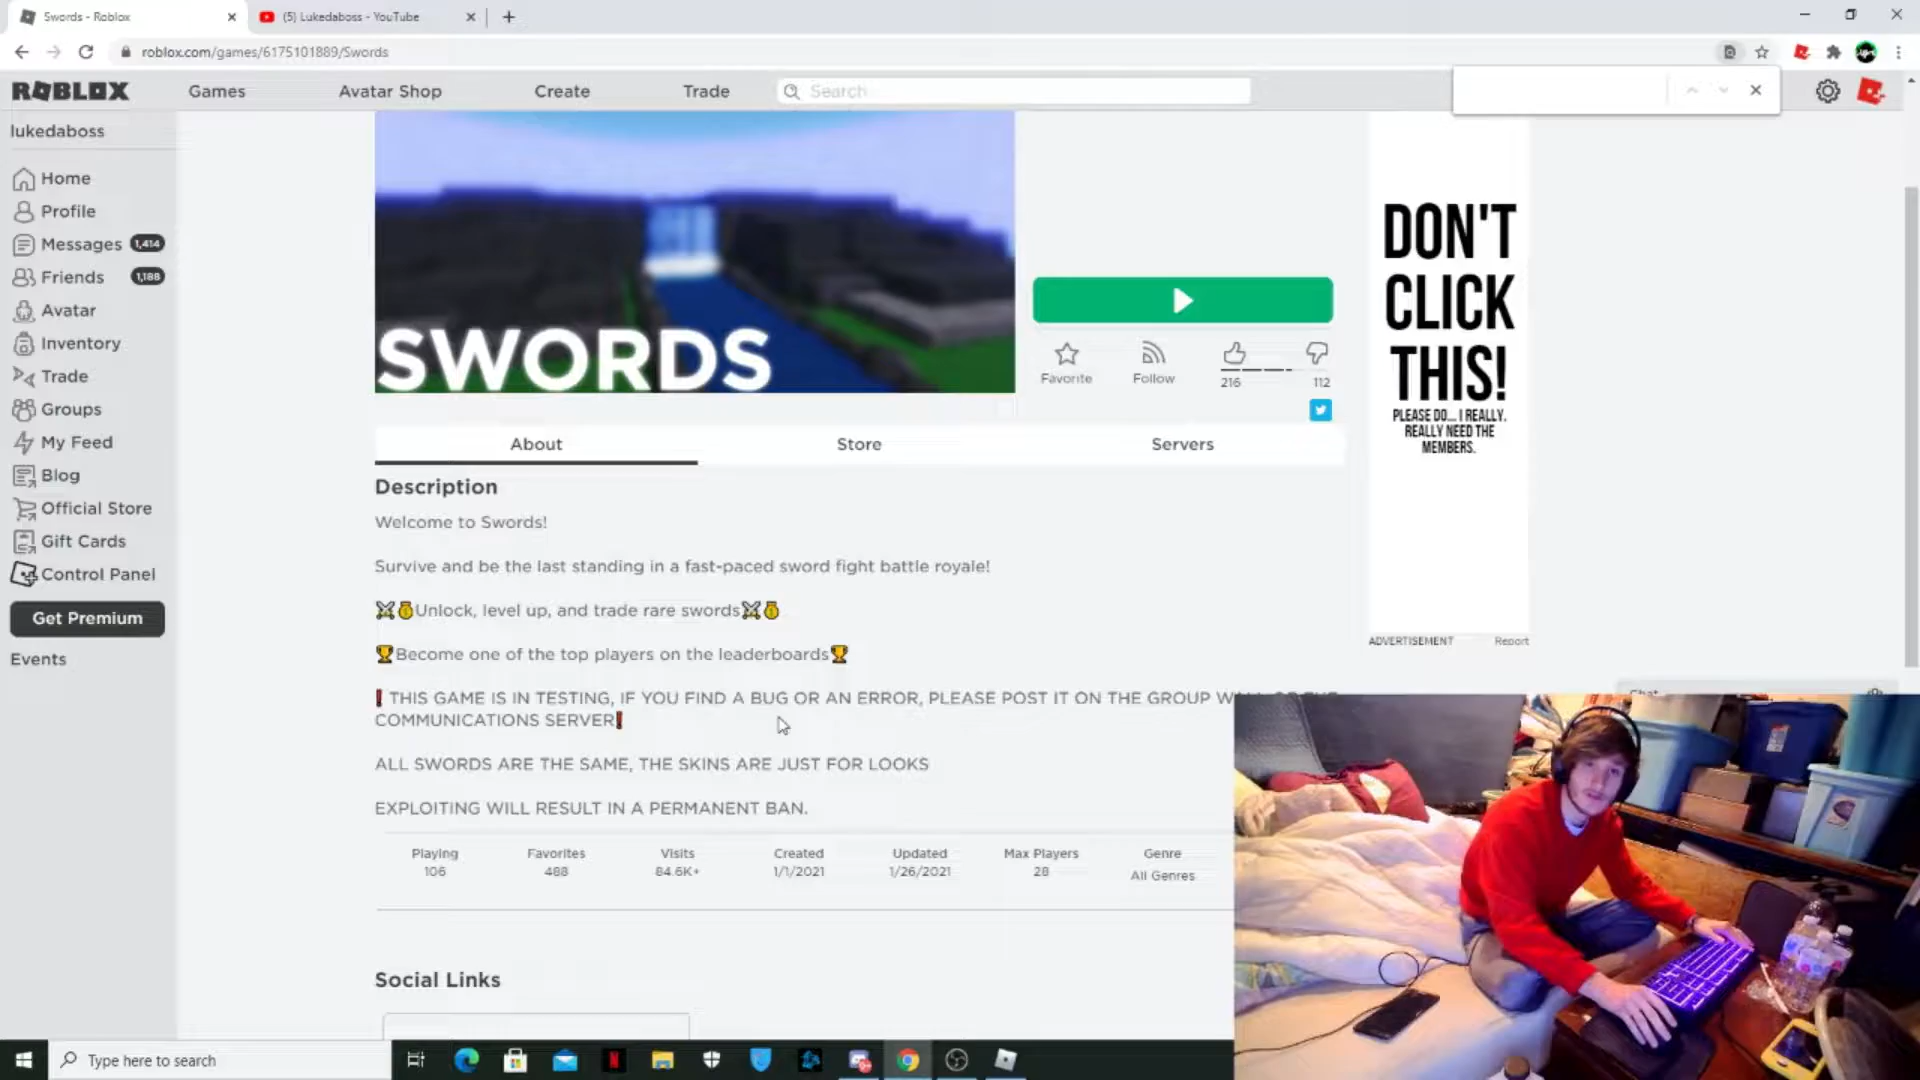 Swords - Roblox
(5) Lukedaboss - YouTube
roblox.com/games/6175101889/Swords
ROBLOX
Games
Avatar Shop
Create
Trade
Search
lukedaboss
Home
Profile
Messages 1,414
Friends 1,188
Avatar
Inventory
Trade
Groups
My Feed
Blog
Official Store
Gift Cards
Control Panel
Get Premium
Events
SWORDS
Favorite
Follow
216
112
DON'T
CLICK
THIS!
PLEASE DO... I REALLY.
REALLY NEED THE
MEMBERS.
ADVERTISEMENT
Report
About
Store
Servers
Description
Welcome to Swords!
Survive and be the last standing in a fast-paced sword fight battle royale!
⚔️🥇Unlock, level up, and trade rare swords⚔️🥇
🏆Become one of the top players on the leaderboards🏆
❗THIS GAME IS IN TESTING, IF YOU FIND A BUG OR AN ERROR, PLEASE POST IT ON THE GROUP
COMMUNICATIONS SERVER❗
ALL SWORDS ARE THE SAME, THE SKINS ARE JUST FOR LOOKS
EXPLOITING WILL RESULT IN A PERMANENT BAN.
Playing Favorites Visits Created Updated Max Players Genre
106 488 84.6K+ 1/1/2021 1/26/2021 28 All Genres
Social Links
Type here to search